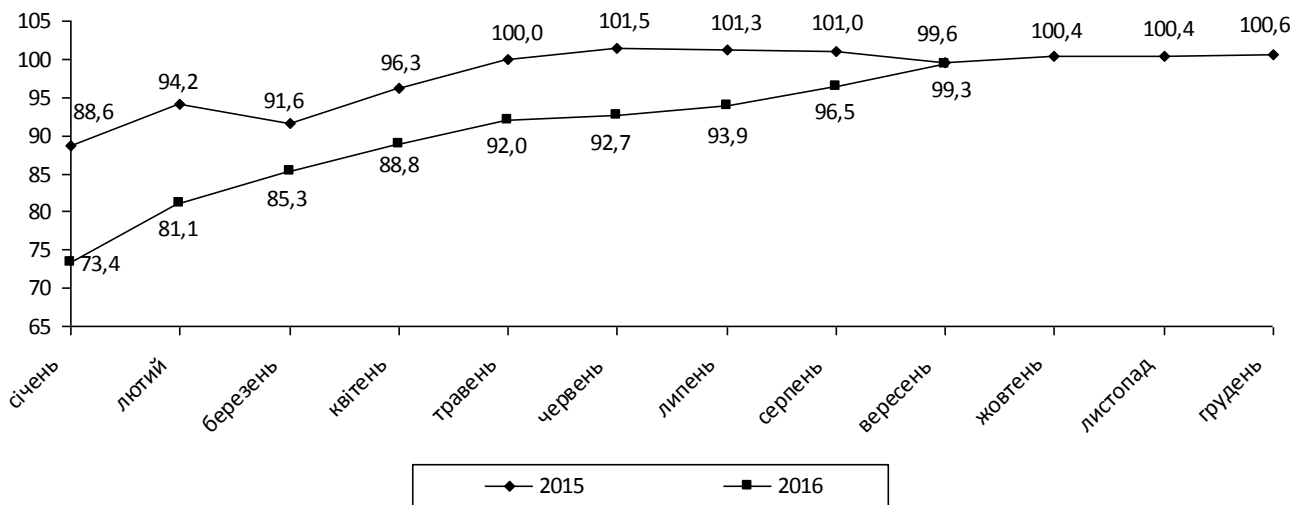 105
100
95
90
85
80
75
70
65
88,6
94,2
91,6
96,3
100,0
101,5
101,3
101,0
99,6
100,4
100,4
100,6
73,4
81,1
85,3
88,8
92,0
92,7
93,9
96,5
99,3
січень
лютий
березень
квітень
травень
червень
липень
серпень
вересень
жовтень
листопад
грудень
2015
2016